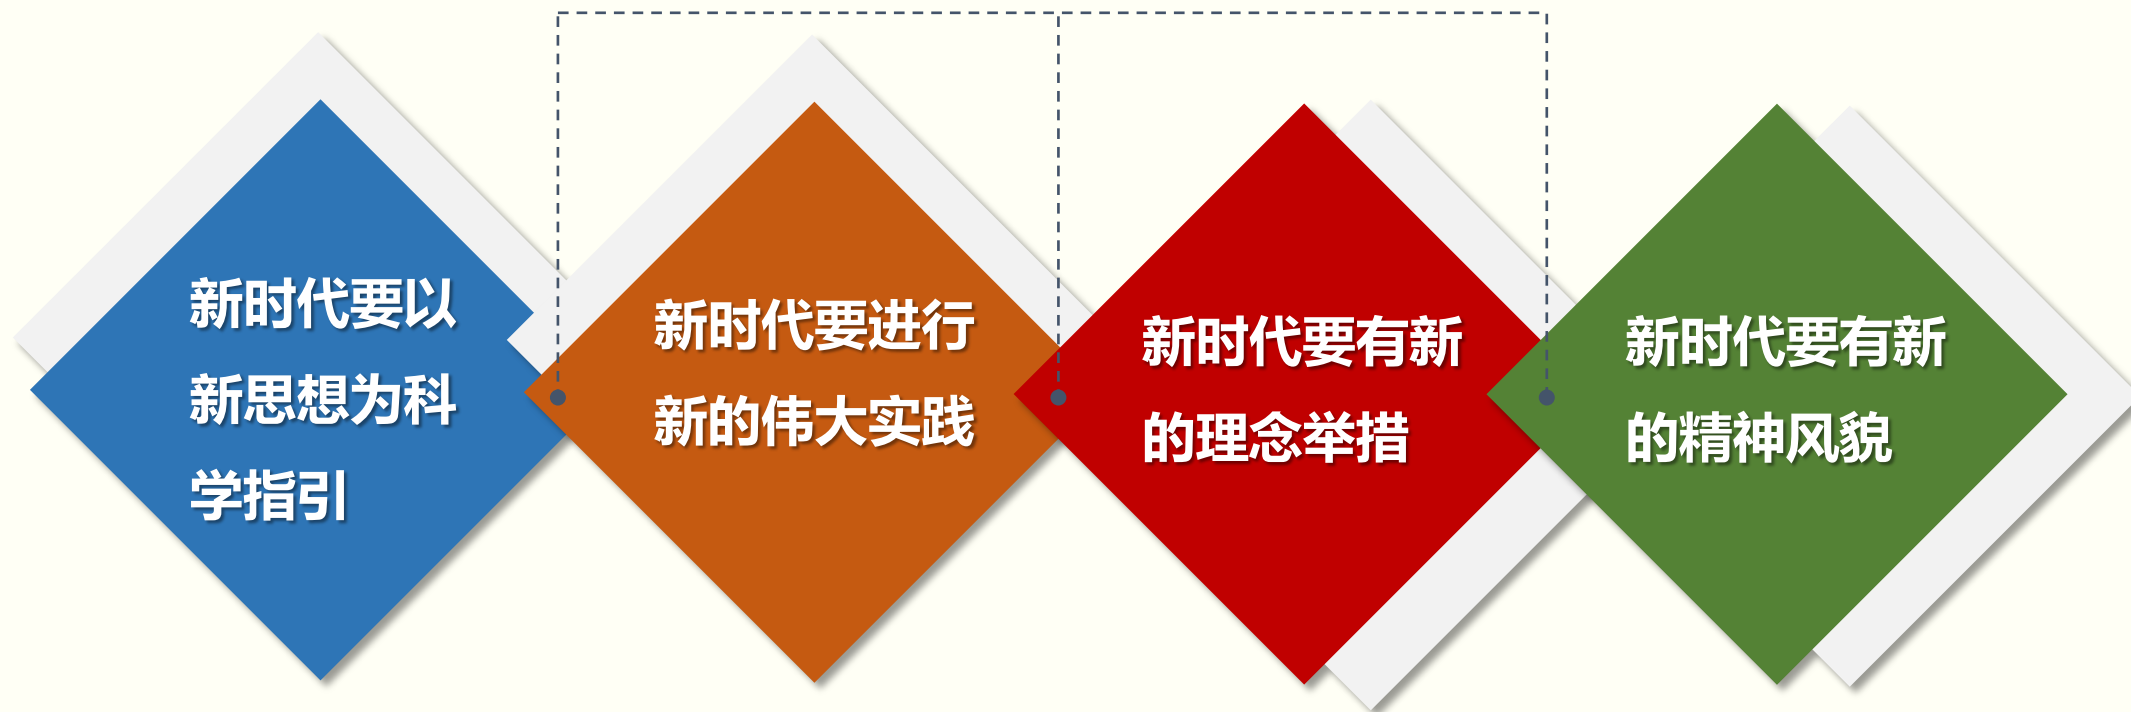 新时代要以
新思想为科
学指引
新时代要进行
新的伟大实践
新时代要有新
的理念举措
新时代要有新
的精神风貌